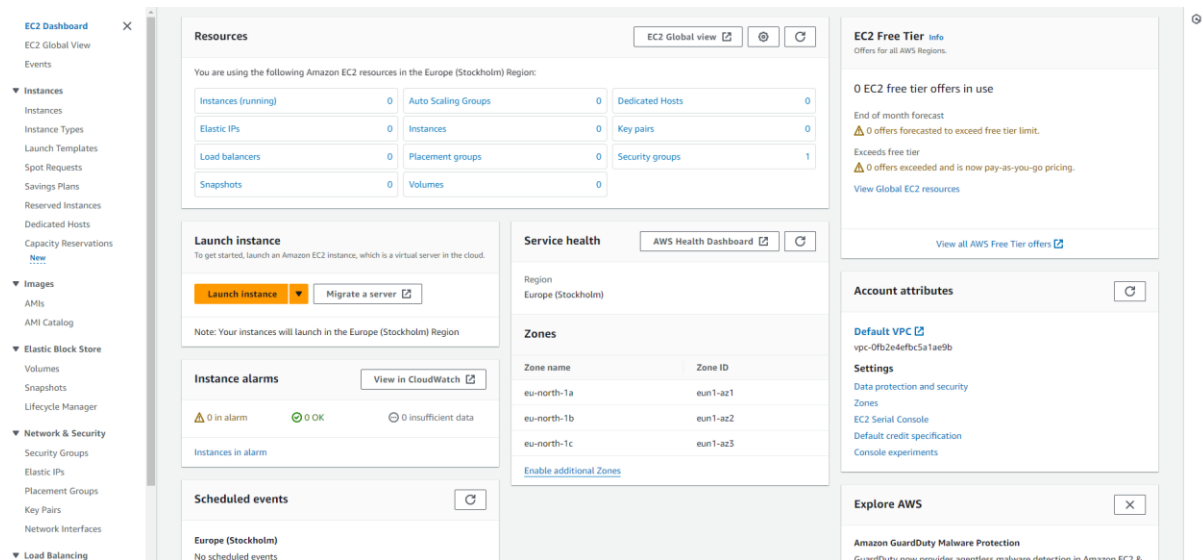 EC2 Dashboard
EC2 Global View
Events
Instances
Instances
Instance Types
Launch Templates
Spot Requests
Savings Plans
Reserved Instances
Dedicated Hosts
Capacity Reservations
New
Images
AMIs
AMI Catalog
Elastic Block Store
Volumes
Snapshots
Lifecycle Manager
Network & Security
Security Groups
Elastic IPs
Placement Groups
Key Pairs
Network Interfaces
Load Balancing
Resources
EC2 Global view
You are using the following Amazon EC2 resources in the Europe (Stockholm) Region:
Instances (running) 0 Auto Scaling Groups 0 Dedicated Hosts 0
Elastic IPs 0 Instances 0 Key pairs 0
Load balancers 0 Placement groups 0 Security groups 1
Snapshots 0 Volumes 0
Launch instance
To get started, launch an Amazon EC2 instance, which is a virtual server in the cloud.
Launch instance Migrate a server
Note: Your instances will launch in the Europe (Stockholm) Region
Instance alarms View in CloudWatch
0 in alarm 0 OK 0 insufficient data
Instances in alarm
Scheduled events
Europe (Stockholm)
No scheduled events
Service health AWS Health Dashboard
Region
Europe (Stockholm)
Zones
Zone name Zone ID
eu-north-1a eun1-az1
eu-north-1b eun1-az2
eu-north-1c eun1-az3
Enable additional Zones
EC2 Free Tier Info
Offers for all AWS Regions.
0 EC2 free tier offers in use
End of month forecast
0 offers forecasted to exceed free tier limit.
Exceeds free tier
0 offers exceeded and is now pay-as-you-go pricing.
View Global EC2 resources
View all AWS Free Tier offers
Account attributes
Default VPC
vpc-0fb2e4efbc5a1ae9b
Settings
Data protection and security
Zones
EC2 Serial Console
Default credit specification
Console experiments
Explore AWS
Amazon GuardDuty Malware Protection
GuardDuty now provides agentless malware detection in Amazon EC2 &